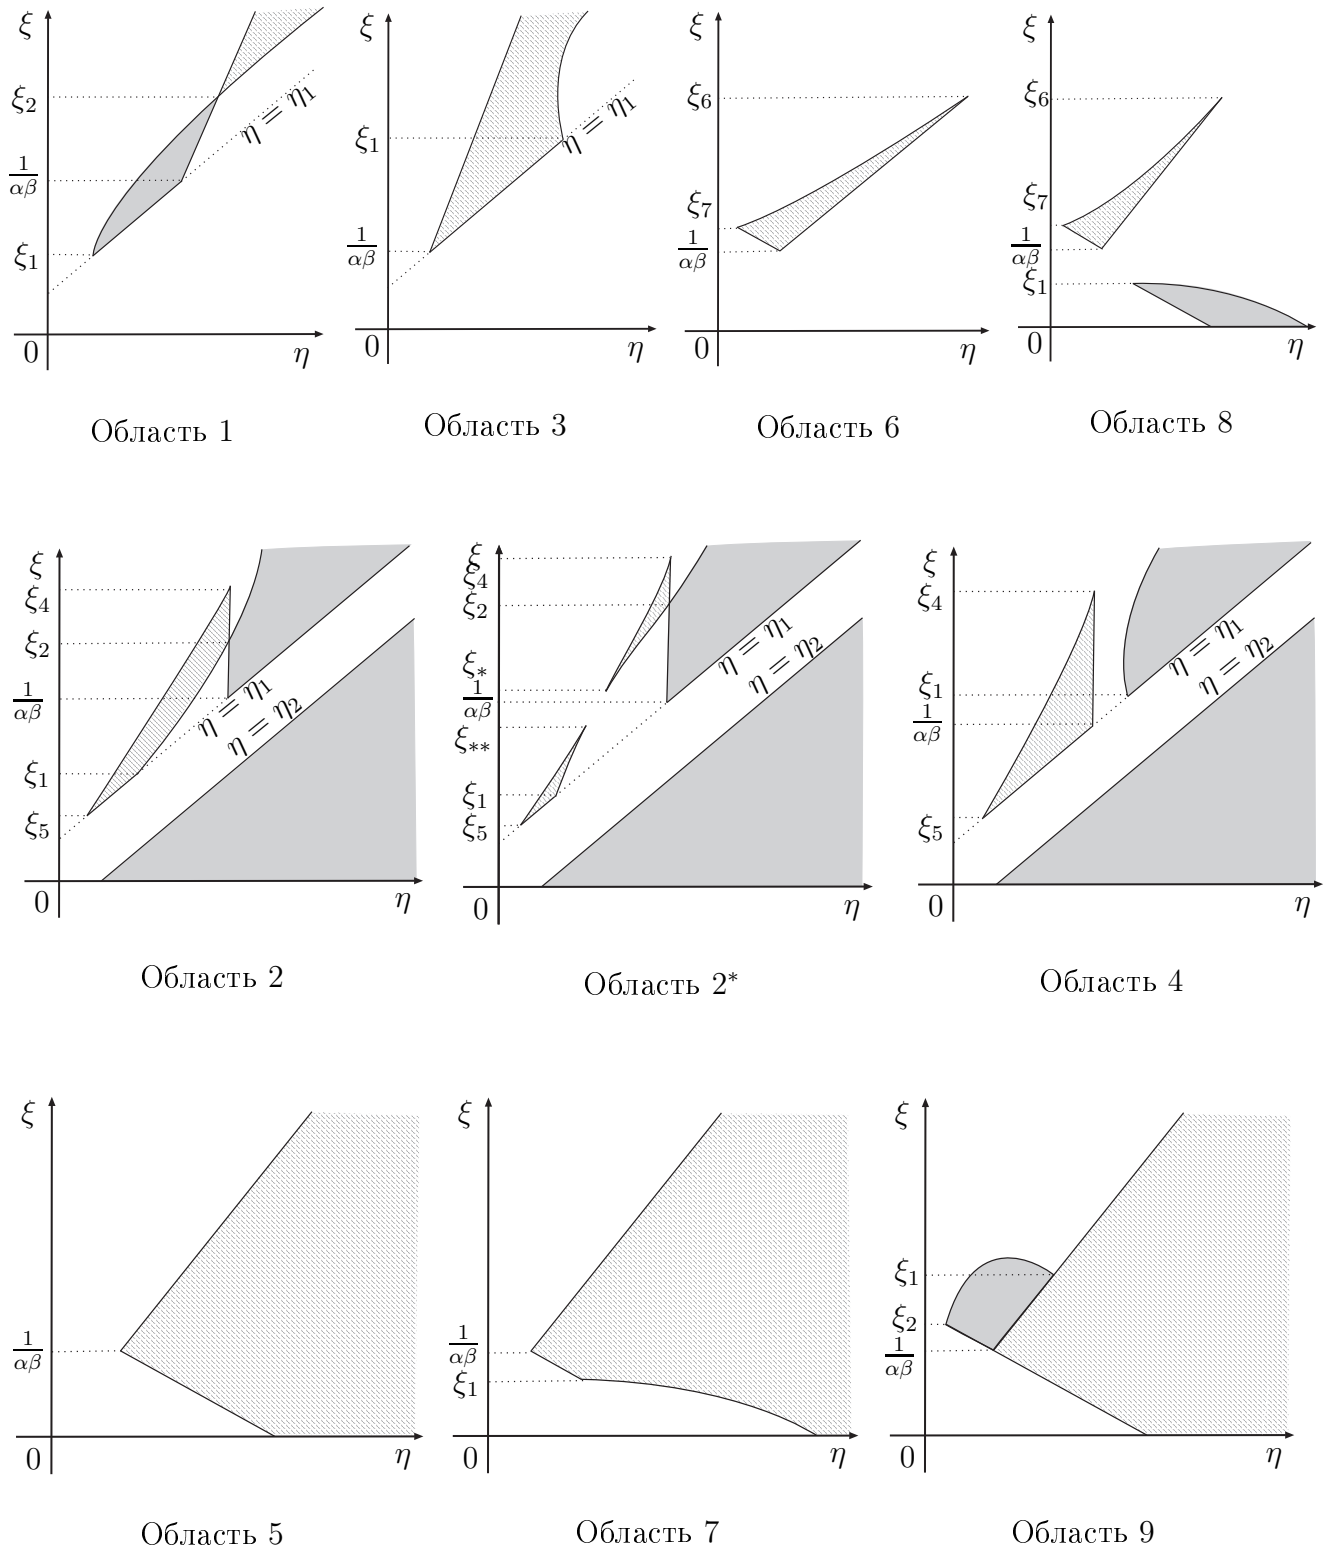 ξ
ξ₂
1/αβ
ξ₁
0
η
η = η₁
Область 1
ξ
ξ₁
1/αβ
0
η
η = η₁
Область 3
ξ
ξ₆
ξ₇
1/αβ
0
η
Область 6
ξ
ξ₆
ξ₇
1/αβ
ξ₁
0
η
Область 8
ξ
ξ₄
ξ₂
1/αβ
ξ₁
ξ₅
0
η
η = η₁
η = η₂
Область 2
ξ
ξ₄
ξ₂
ξ*
1/αβ
ξ**
ξ₁
ξ₅
0
η
η = η₁
η = η₂
Область 2*
ξ
ξ₄
ξ₁
1/αβ
ξ₅
0
η
η = η₁
η = η₂
Область 4
ξ
1/αβ
0
η
Область 5
ξ
1/αβ
ξ₁
0
η
Область 7
ξ
ξ₁
ξ₂
1/αβ
0
η
Область 9